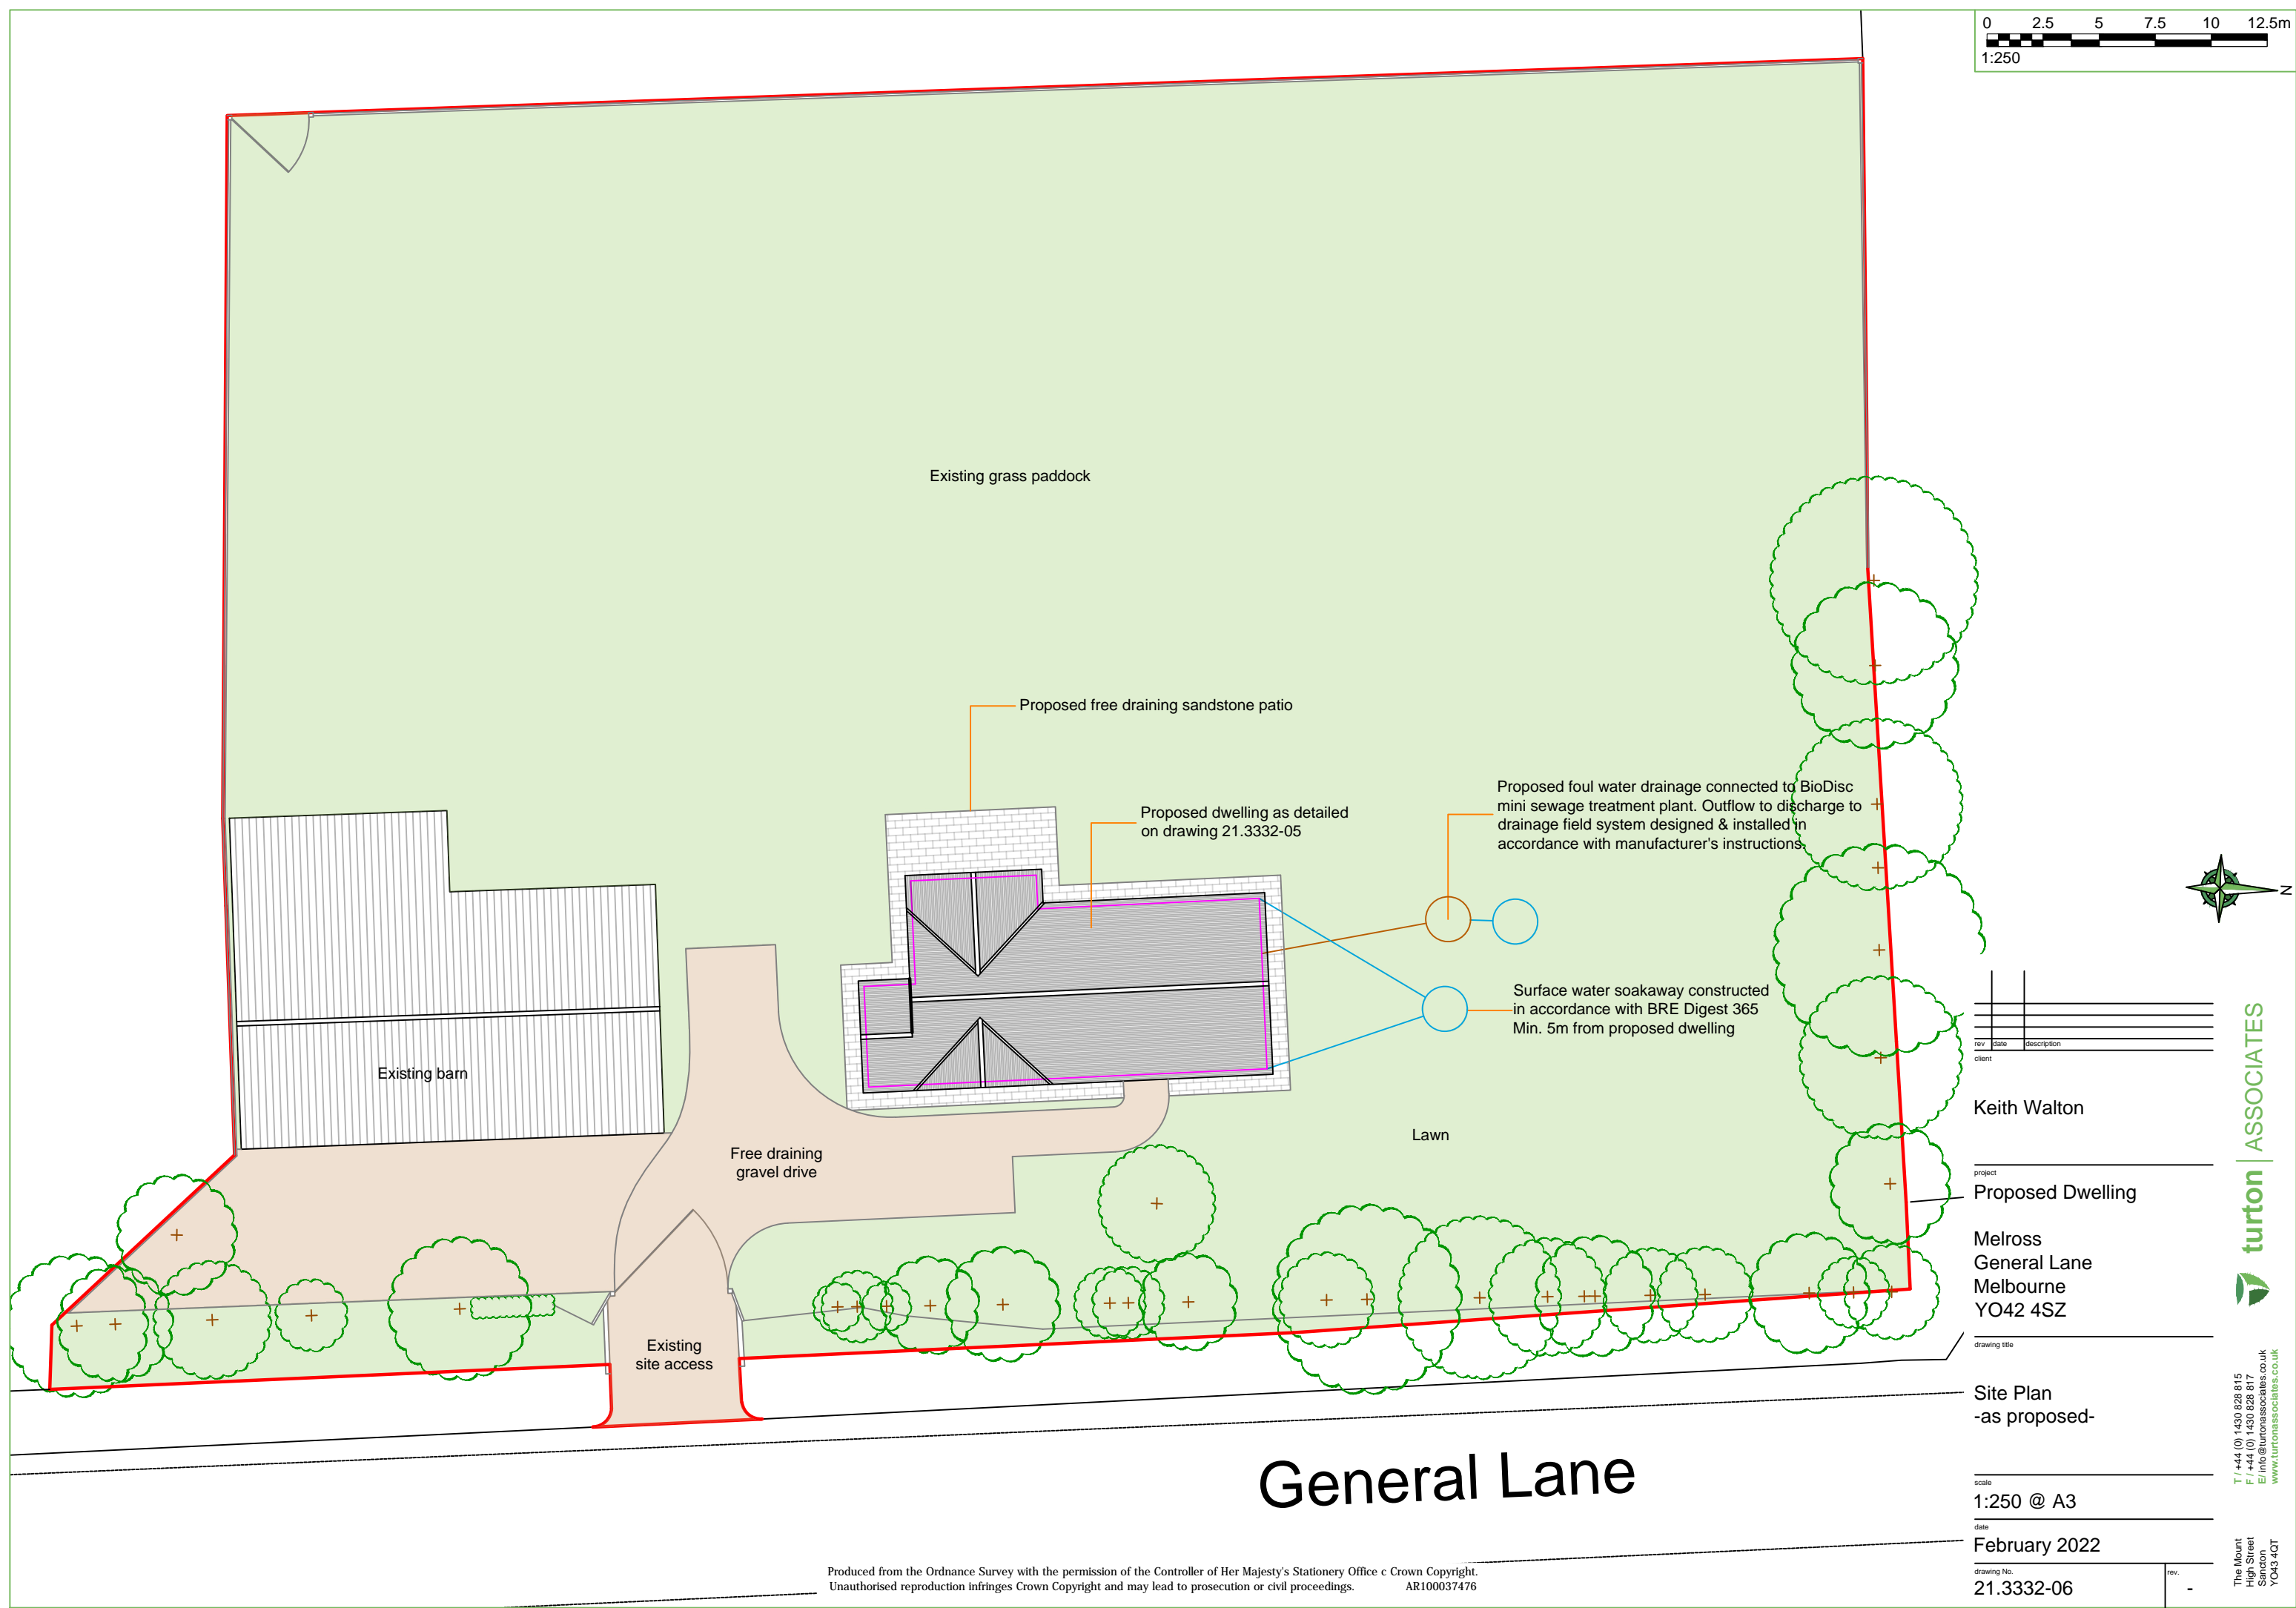 0 2.5 5 7.5 10 12.5m
1:250
Existing grass paddock
Proposed free draining sandstone patio
Proposed dwelling as detailed
on drawing 21.3332-05
Proposed foul water drainage connected to BioDisc
mini sewage treatment plant. Outflow to discharge to
drainage field system designed & installed in
accordance with manufacturer's instructions.
Surface water soakaway constructed
in accordance with BRE Digest 365
Min. 5m from proposed dwelling
Existing barn
Free draining
gravel drive
Lawn
Existing
site access
General Lane
Produced from the Ordnance Survey with the permission of the Controller of Her Majesty's Stationery Office c Crown Copyright.
Unauthorised reproduction infringes Crown Copyright and may lead to prosecution or civil proceedings. AR100037476
N
rev date description
client
Keith Walton
project
Proposed Dwelling
Melross
General Lane
Melbourne
YO42 4SZ
drawing title
Site Plan
-as proposed-
scale
1:250 @ A3
date
February 2022
drawing No. rev.
21.3332-06 -
turton | ASSOCIATES
T / +44 (0) 1430 828 815
F / +44 (0) 1430 828 817
E/ info@turtonassociates.co.uk
www.turtonassociates.co.uk
The Mount
High Street
Sancton
YO43 4QT